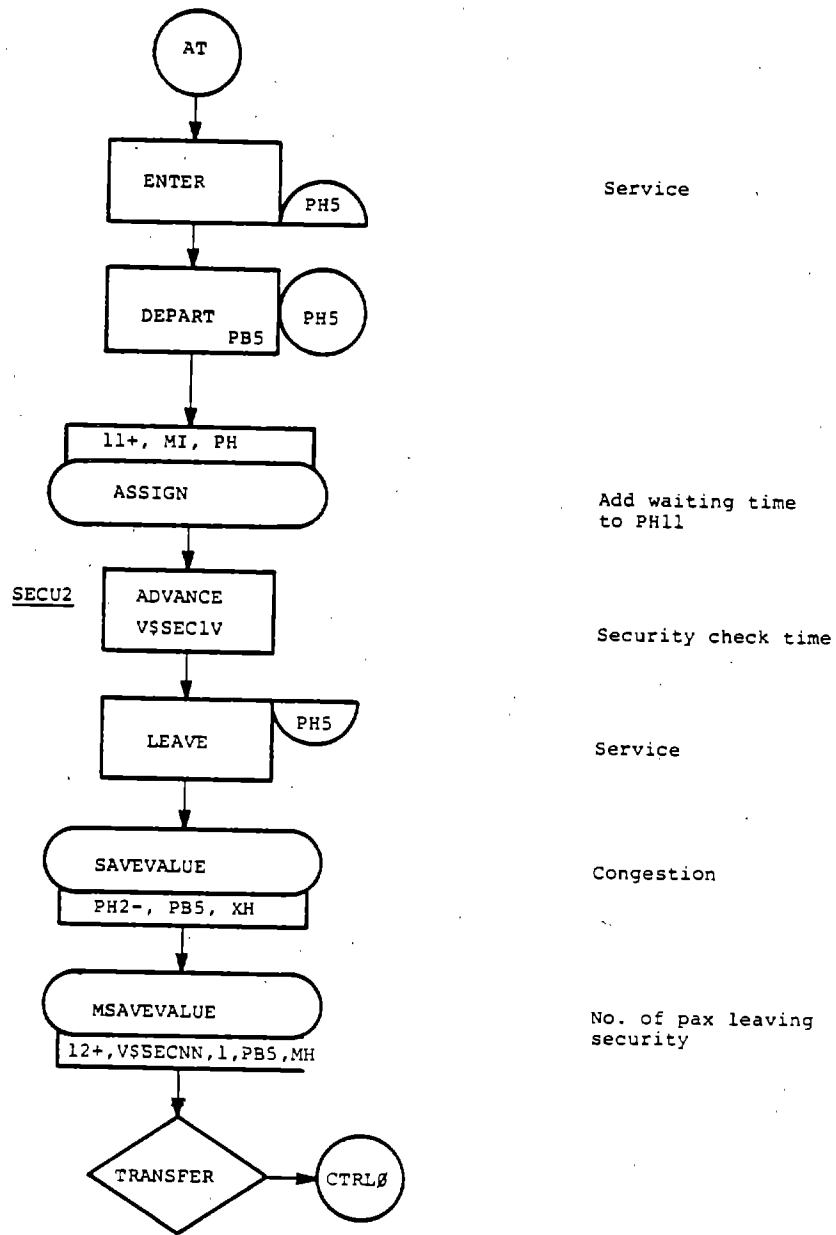 AT
ENTER
PH5
Service
DEPART
PB5
PH5
11+, MI, PH
ASSIGN
Add waiting time
to PH11
SECU2
ADVANCE
V$SEC1V
Security check time
LEAVE
PH5
Service
SAVEVALUE
PH2-, PB5, XH
Congestion
MSAVEVALUE
12+,V$SECNN,1,PB5,MH
No. of pax leaving
security
TRANSFER
CTRLØ